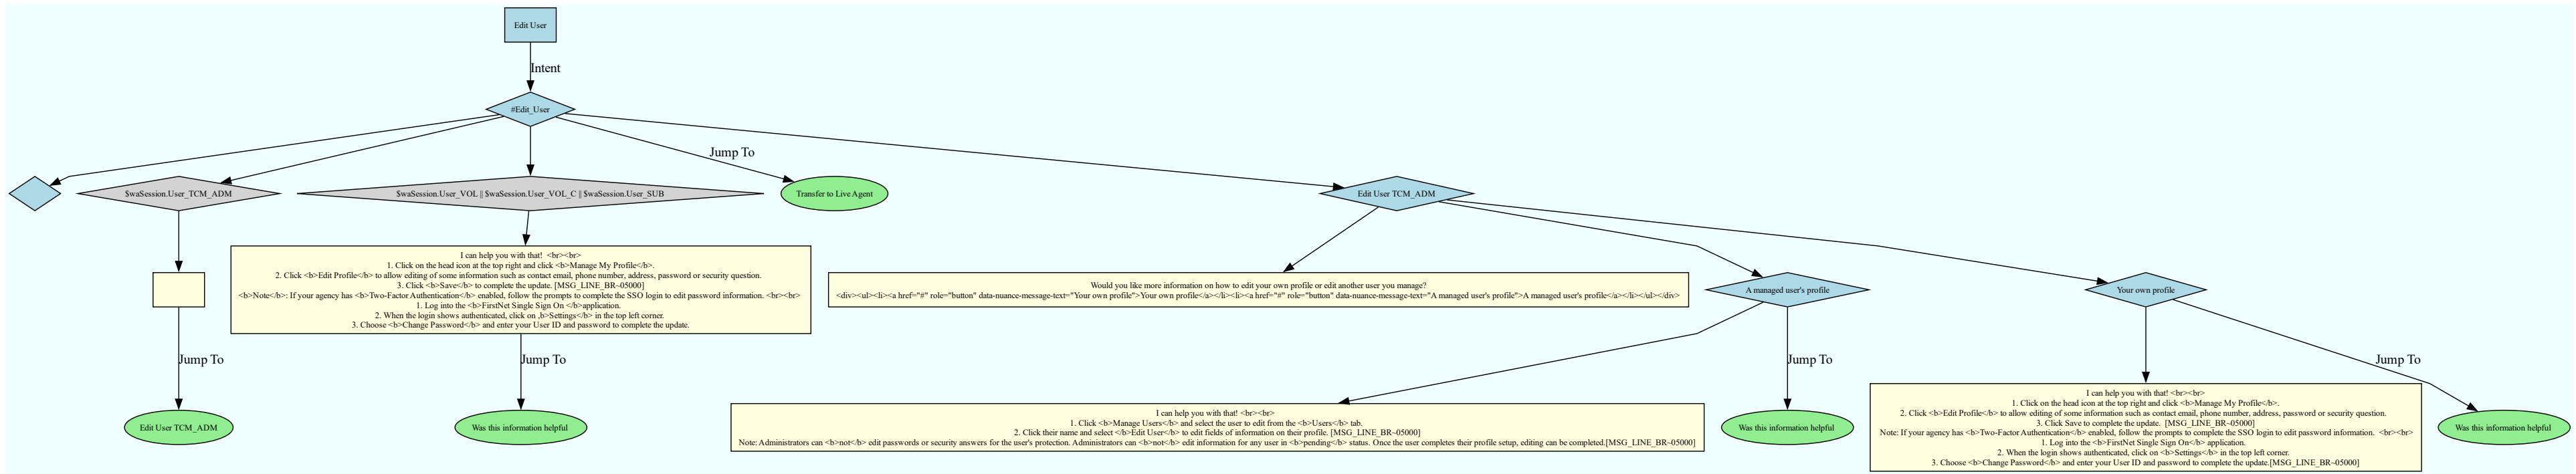 Edit User
Intent
#Edit_User
Jump To
$waSession.User_TCM_ADM
$waSession.User_VOL || $waSession.User_VOL_C || $waSession.User_SUB
Transfer to Live Agent
Edit User TCM_ADM
I can help you with that!  <br><br>
1. Click on the head icon at the top right and click <b>Manage My Profile</b>.
2. Click <b>Edit Profile</b> to allow editing of some information such as contact email, phone number, address, password or security question.
3. Click <b>Save</b> to complete the update. [MSG_LINE_BR~05000]
<b>Note</b>: If your agency has <b>Two-Factor Authentication</b> enabled, follow the prompts to complete the SSO login to edit password information. <br><br>
1. Log into the <b>FirstNet Single Sign On </b>application.
2. When the login shows authenticated, click on ,b>Settings</b> in the top left corner.
3. Choose <b>Change Password</b> and enter your User ID and password to complete the update.
Would you like more information on how to edit your own profile or edit another user you manage?
<div><ul><li><a href="#" role="button" data-nuance-message-text="Your own profile">Your own profile</a></li><li><a href="#" role="button" data-nuance-message-text="A managed user's profile">A managed user's profile</a></li></ul></div>
A managed user's profile
Your own profile
Jump To
Jump To
Jump To
Jump To
Edit User TCM_ADM
Was this information helpful
I can help you with that! <br><br>
1. Click <b>Manage Users</b> and select the user to edit from the <b>Users</b> tab.
2. Click their name and select </b>Edit User</b> to edit fields of information on their profile. [MSG_LINE_BR~05000]
Note: Administrators can <b>not</b> edit passwords or security answers for the user's protection. Administrators can <b>not</b> edit information for any user in <b>pending</b> status. Once the user completes their profile setup, editing can be completed.[MSG_LINE_BR~05000]
Was this information helpful
I can help you with that! <br><br>
1. Click on the head icon at the top right and click <b>Manage My Profile</b>.
2. Click <b>Edit Profile</b> to allow editing of some information such as contact email, phone number, address, password or security question.
3. Click Save to complete the update.  [MSG_LINE_BR~05000]
Note: If your agency has <b>Two-Factor Authentication</b> enabled, follow the prompts to complete the SSO login to edit password information.  <br><br>
1. Log into the <b>FirstNet Single Sign On</b> application.
2. When the login shows authenticated, click on <b>Settings</b> in the top left corner.
3. Choose <b>Change Password</b> and enter your User ID and password to complete the update.[MSG_LINE_BR~05000]
Was this information helpful